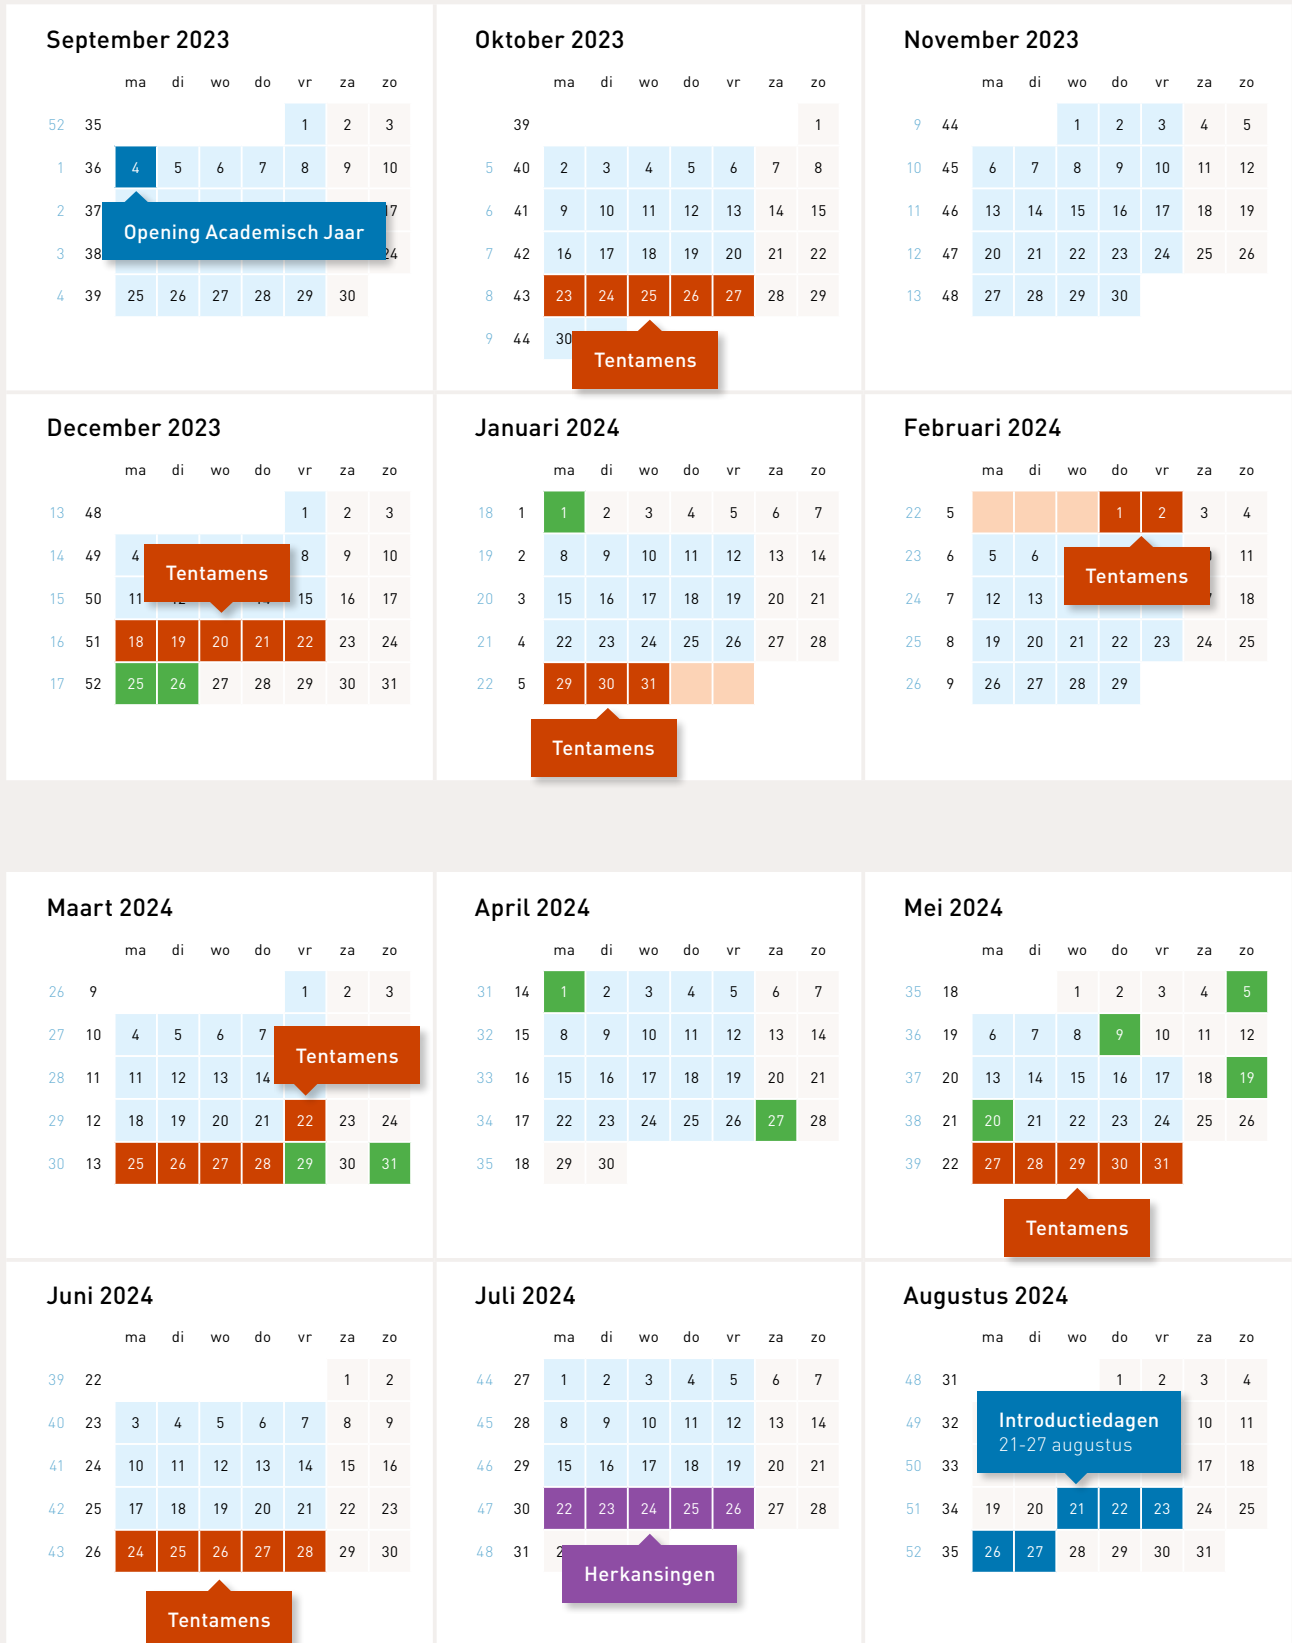 September 2023
ma di wo do vr za zo
52 35 1 2 3
1 36 4 5 6 7 8 9 10
2 37 17
Opening Academisch Jaar
3 38 24
4 39 25 26 27 28 29 30
Oktober 2023
ma di wo do vr za zo
39 1
5 40 2 3 4 5 6 7 8
6 41 9 10 11 12 13 14 15
7 42 16 17 18 19 20 21 22
8 43 23 24 25 26 27 28 29
9 44 30
Tentamens
November 2023
ma di wo do vr za zo
9 44 1 2 3 4 5
10 45 6 7 8 9 10 11 12
11 46 13 14 15 16 17 18 19
12 47 20 21 22 23 24 25 26
13 48 27 28 29 30
December 2023
ma di wo do vr za zo
13 48 1 2 3
14 49 4 8 9 10
Tentamens
15 50 11 15 16 17
16 51 18 19 20 21 22 23 24
17 52 25 26 27 28 29 30 31
Januari 2024
ma di wo do vr za zo
18 1 1 2 3 4 5 6 7
19 2 8 9 10 11 12 13 14
20 3 15 16 17 18 19 20 21
21 4 22 23 24 25 26 27 28
22 5 29 30 31
Tentamens
Februari 2024
ma di wo do vr za zo
22 5 1 2 3 4
23 6 5 6 11
Tentamens
24 7 12 13 18
25 8 19 20 21 22 23 24 25
26 9 26 27 28 29
Maart 2024
ma di wo do vr za zo
26 9 1 2 3
27 10 4 5 6 7
Tentamens
28 11 11 12 13 14
29 12 18 19 20 21 22 23 24
30 13 25 26 27 28 29 30 31
April 2024
ma di wo do vr za zo
31 14 1 2 3 4 5 6 7
32 15 8 9 10 11 12 13 14
33 16 15 16 17 18 19 20 21
34 17 22 23 24 25 26 27 28
35 18 29 30
Mei 2024
ma di wo do vr za zo
35 18 1 2 3 4 5
36 19 6 7 8 9 10 11 12
37 20 13 14 15 16 17 18 19
38 21 20 21 22 23 24 25 26
39 22 27 28 29 30 31
Tentamens
Juni 2024
ma di wo do vr za zo
39 22 1 2
40 23 3 4 5 6 7 8 9
41 24 10 11 12 13 14 15 16
42 25 17 18 19 20 21 22 23
43 26 24 25 26 27 28 29 30
Tentamens
Juli 2024
ma di wo do vr za zo
44 27 1 2 3 4 5 6 7
45 28 8 9 10 11 12 13 14
46 29 15 16 17 18 19 20 21
47 30 22 23 24 25 26 27 28
48 31
Herkansingen
Augustus 2024
ma di wo do vr za zo
48 31 1 2 3 4
49 32 10 11
Introductiedagen
21-27 augustus
50 33 17 18
51 34 19 20 21 22 23 24 25
52 35 26 27 28 29 30 31